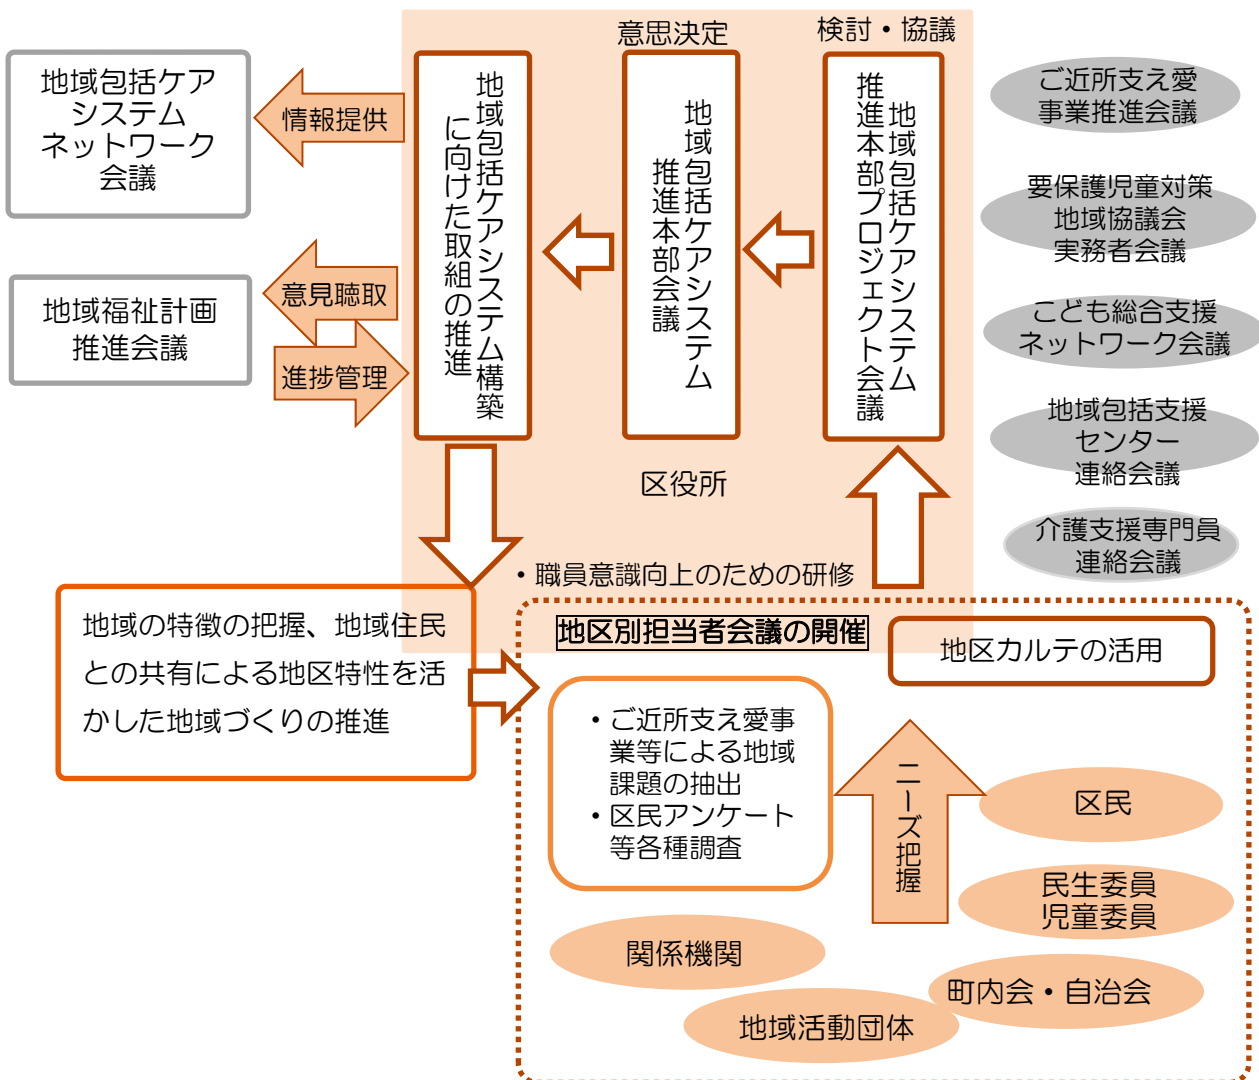 意思決定
検討・協議
地域包括ケア
システム
ネットワーク
会議
情報提供
地域包括ケアシステム構築
に向けた取組の推進
地域包括ケアシステム
推進本部会議
地域包括ケアシステム
推進本部プロジェクト会議
ご近所支え愛
事業推進会議
要保護児童対策
地域協議会
実務者会議
地域福祉計画
推進会議
意見聴取
進捗管理
こども総合支援
ネットワーク会議
地域包括支援
センター
連絡会議
区役所
介護支援専門員
連絡会議
・職員意識向上のための研修
地域の特徴の把握、地域住民
との共有による地区特性を活
かした地域づくりの推進
地区別担当者会議の開催
地区カルテの活用
・ご近所支え愛事
業等による地域
課題の抽出
・区民アンケート
等各種調査
ニーズ把握
区民
民生委員
児童委員
関係機関
町内会・自治会
地域活動団体